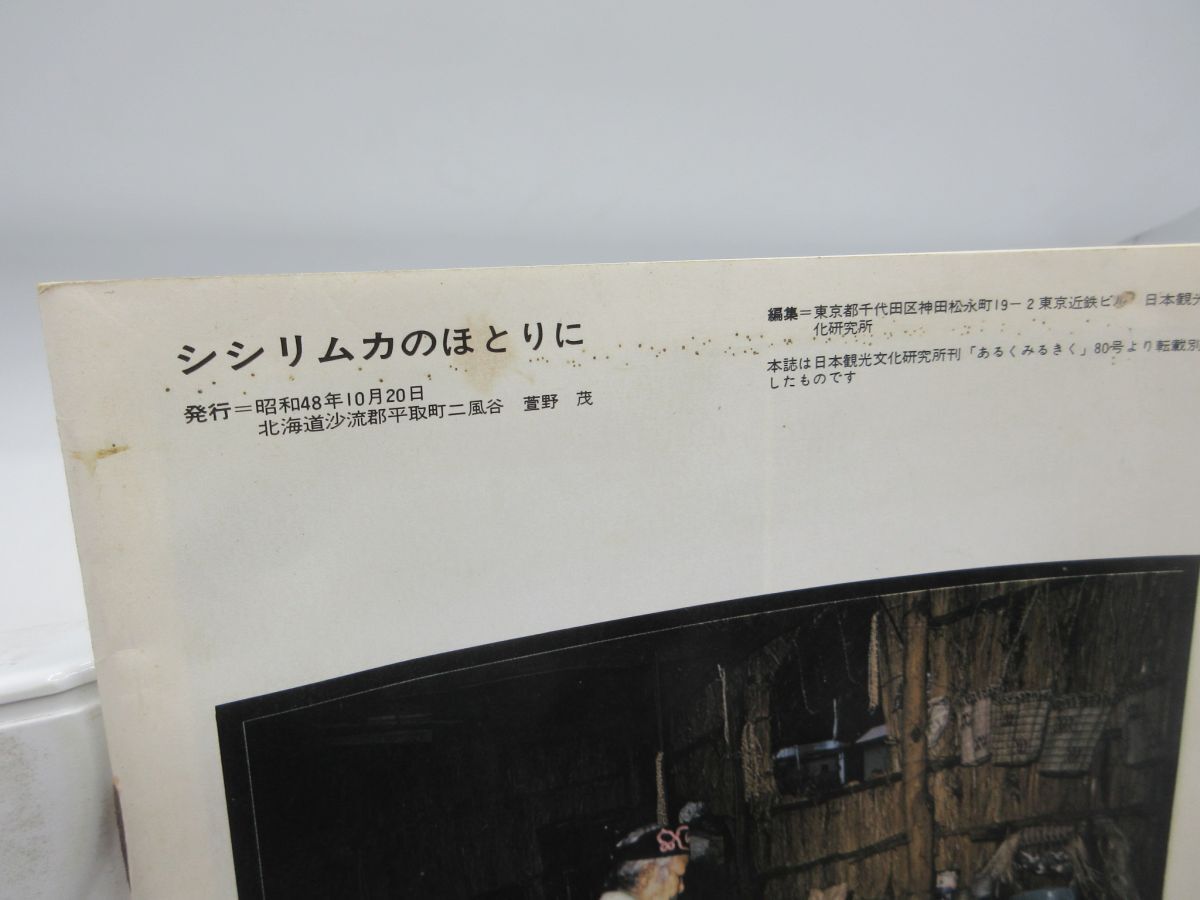 シシリムカのほとりに
発行=昭和48年10月20日
北海道沙流郡平取町二風谷 萱野 茂
編集=東京都千代田区神田松永町19-2東京近鉄ビル 日本観光
化研究所
本誌は日本観光文化研究所刊「あるくみるきく」80号より転載別
したものです